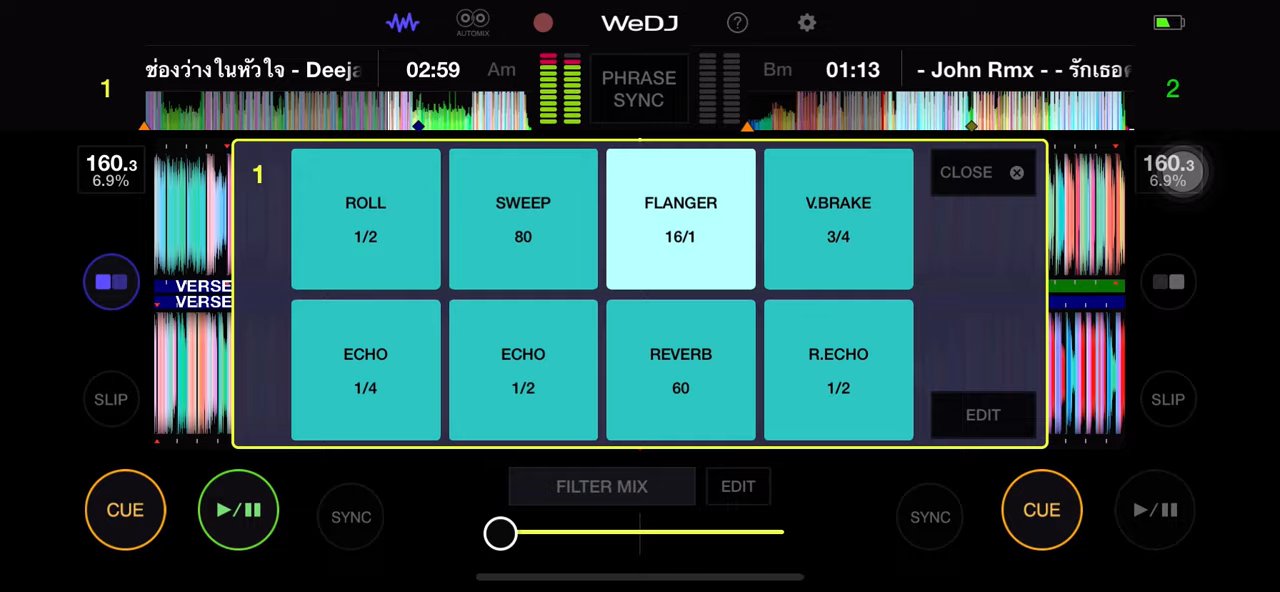 AUTOMIX
WeDJ
?
1
ช่องว่างในหัวใจ - Deeja
02:59
Am
PHRASE
SYNC
Bm
01:13
- John Rmx - - รักเธอ
2
160.3
6.9%
160.3
6.9%
1
ROLL
1/2
SWEEP
80
FLANGER
16/1
V.BRAKE
3/4
CLOSE
VERSE
VERSE
ECHO
1/4
ECHO
1/2
REVERB
60
R.ECHO
1/2
EDIT
SLIP
SLIP
CUE
SYNC
FILTER MIX
EDIT
SYNC
CUE